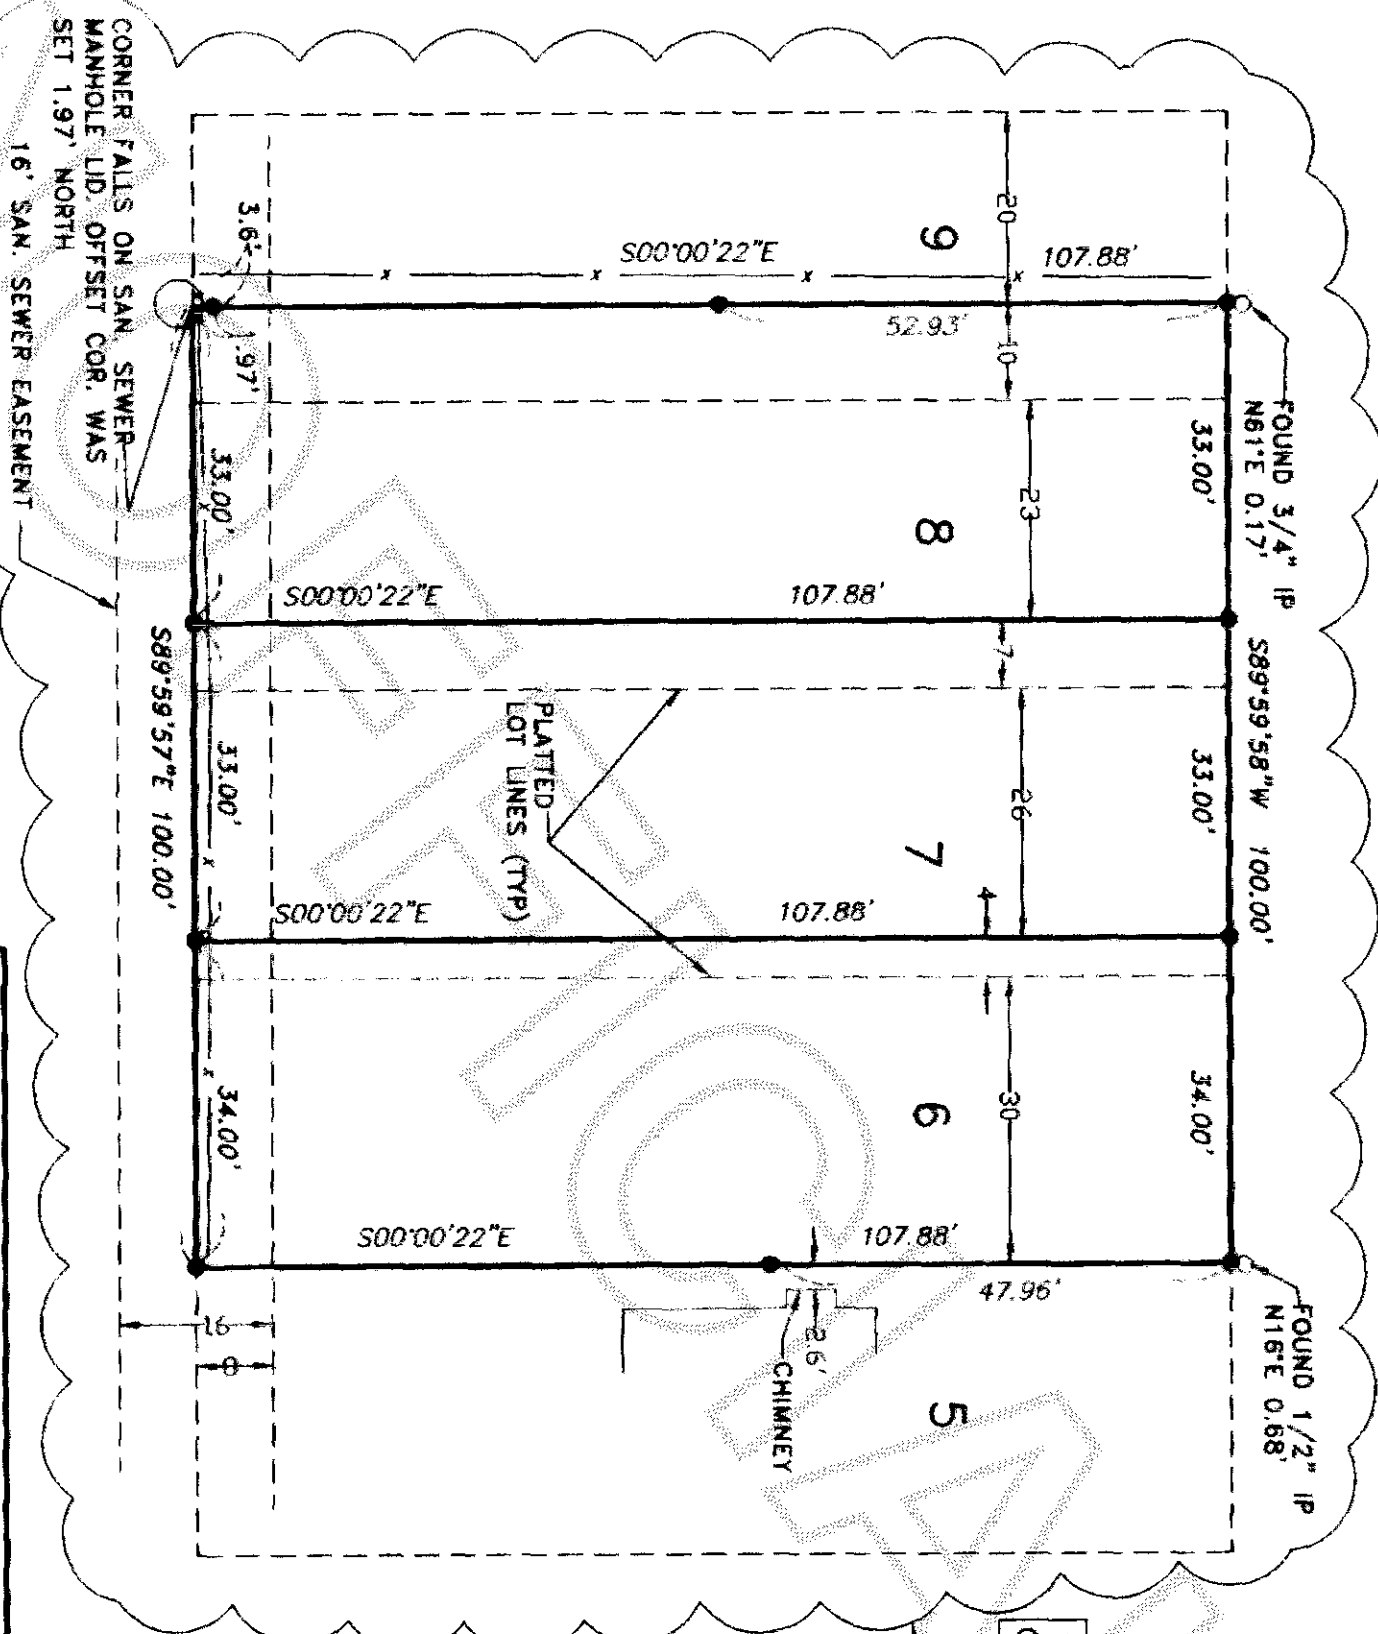 CORNER FALLS ON SAN. SEWER
MANHOLE LID. OFFSET COR. WAS
SET 1.97' NORTH
16' SAN. SEWER EASEMENT
20
9
S00°00'22"E
107.88'
3.6'
52.93'
10
FOUND 3/4" IP
N61°E 0.17'
33.00'
.97'
33.00'
23
8
S00°00'22"E
107.88'
7
S89°59'58"W 100.00'
33.00'
S89°59'57"E 100.00'
33.00'
PLATTED
LOT LINES (TYP)
26
7
4
S00°00'22"E
107.88'
34.00'
34.00'
30
6
S00°00'22"E
107.88'
47.96'
FOUND 1/2" IP
N16°E 0.68'
16
8
2.6'
CHIMNEY
5